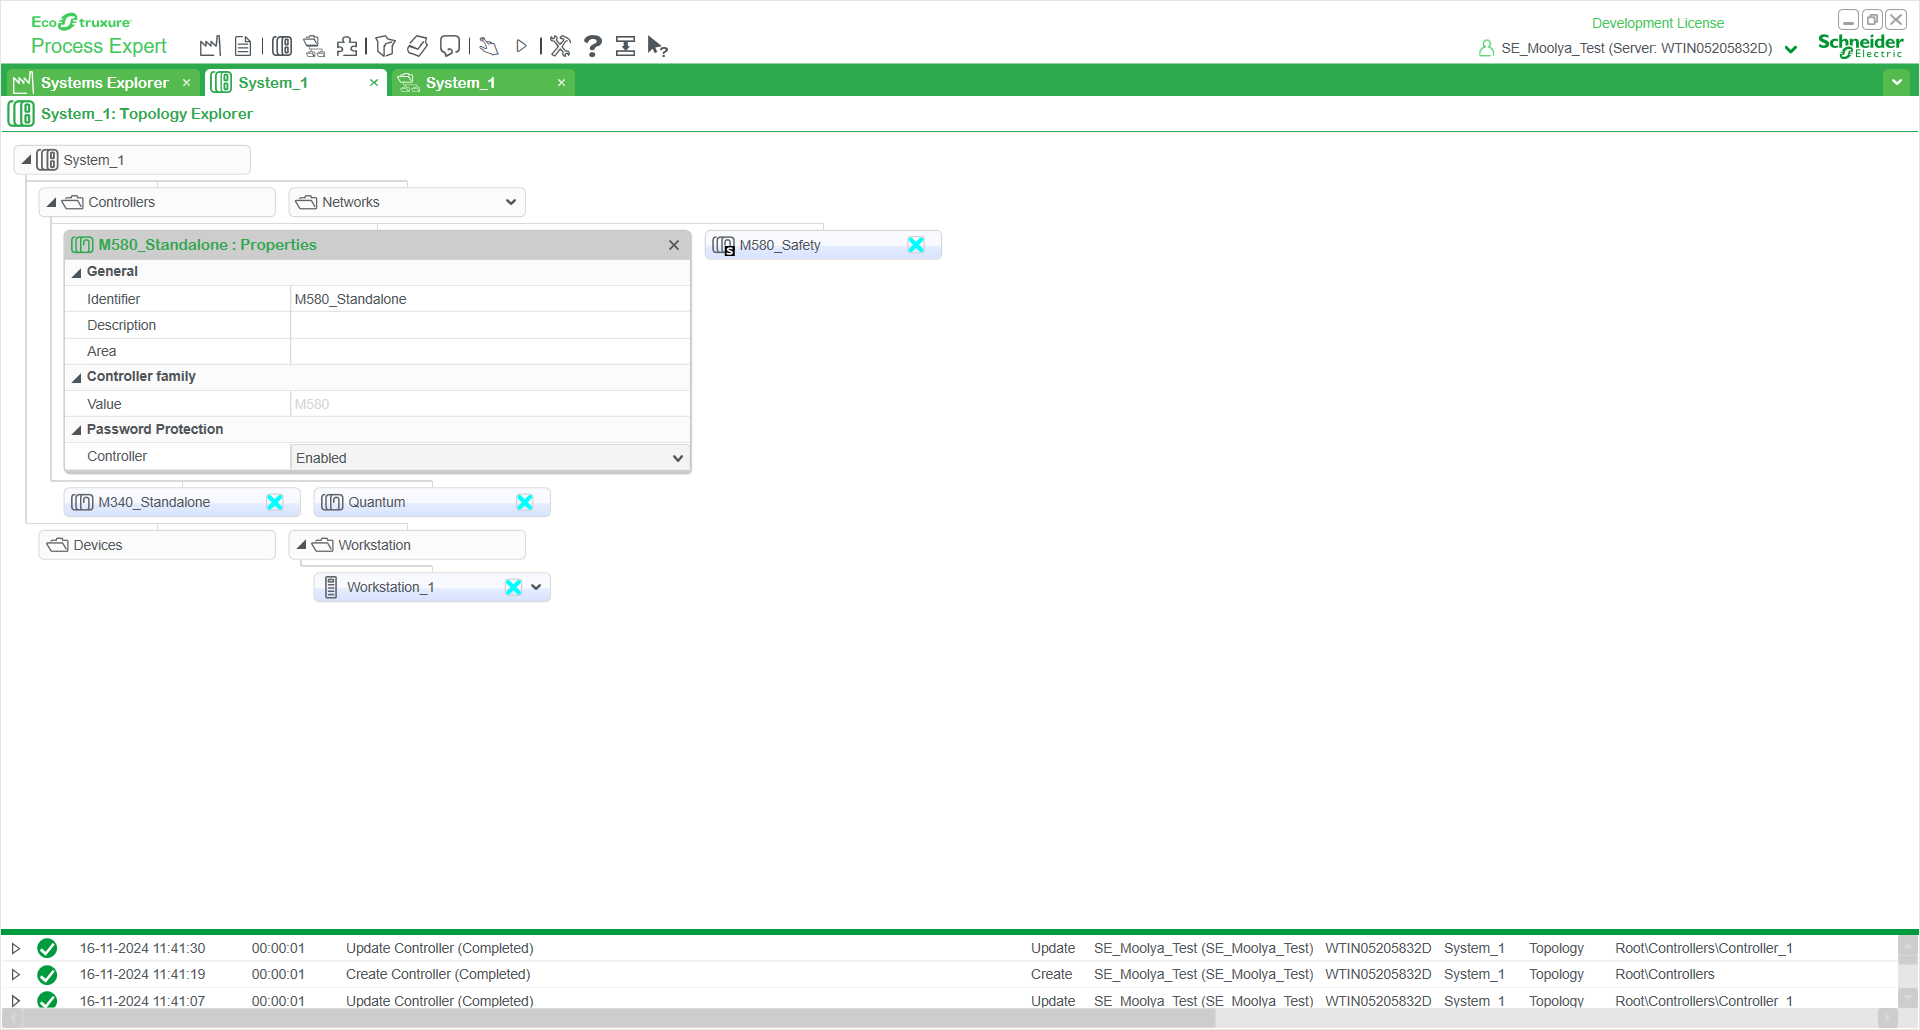 EcoStruxure
Development License
Process Expert
SE_Moolya_Test (Server: WTIN05205832D)
Schneider Electric
Systems Explorer
System_1
System_1
System_1: Topology Explorer
System_1
Controllers
Networks
M580_Standalone : Properties
M580_Safety
General
Identifier M580_Standalone
Description
Area
Controller family
Value M580
Password Protection
Controller Enabled
M340_Standalone
Quantum
Devices
Workstation
Workstation_1
16-11-2024 11:41:30 00:00:01 Update Controller (Completed) Update SE_Moolya_Test (SE_Moolya_Test) WTIN05205832D System_1 Topology Root\Controllers\Controller_1
16-11-2024 11:41:19 00:00:01 Create Controller (Completed) Create SE_Moolya_Test (SE_Moolya_Test) WTIN05205832D System_1 Topology Root\Controllers
16-11-2024 11:41:07 00:00:01 Update Controller (Completed) Update SE_Moolya_Test (SE_Moolya_Test) WTIN05205832D System_1 Topology Root\Controllers\Controller_1